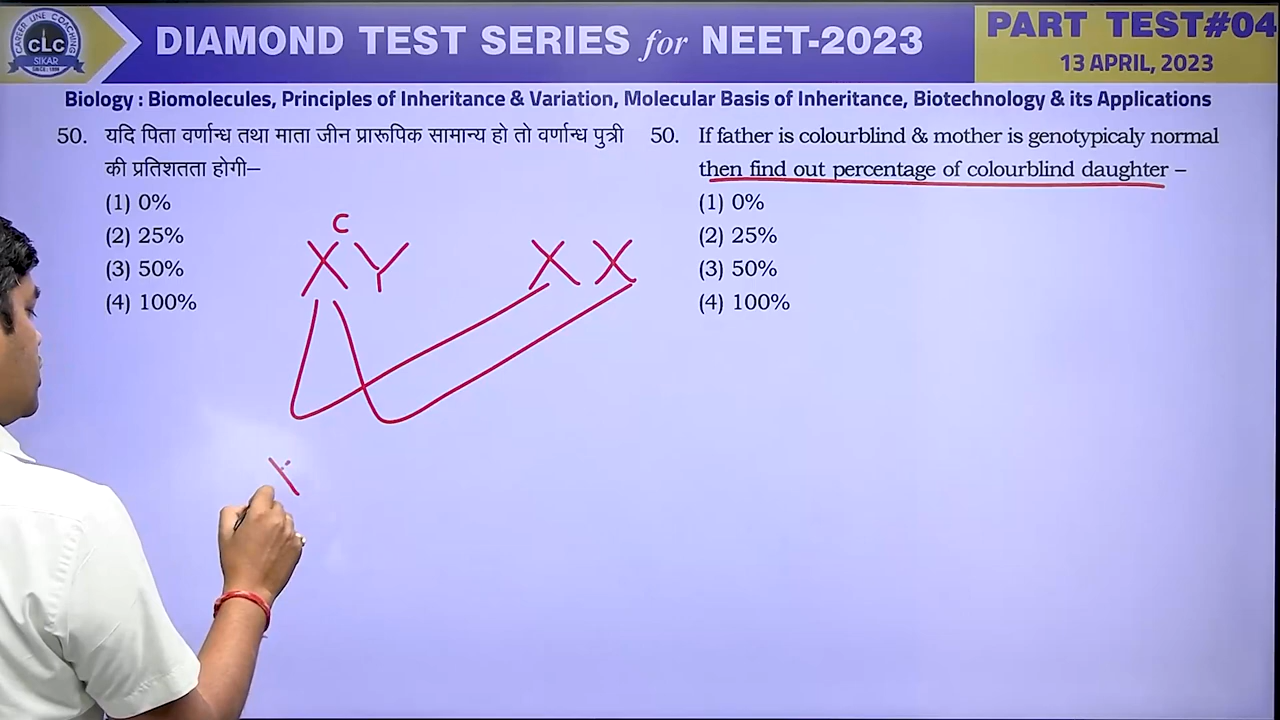 CAREER LINE COACHING
CLC
SIKAR
SINCE : 1996
DIAMOND TEST SERIES for NEET-2023
PART TEST#04
13 APRIL, 2023
Biology : Biomolecules, Principles of Inheritance & Variation, Molecular Basis of Inheritance, Biotechnology & its Applications
50. यदि पिता वर्णान्ध तथा माता जीन प्रारूपिक सामान्य हो तो वर्णान्ध पुत्री
की प्रतिशतता होगी–
(1) 0%
(2) 25%
(3) 50%
(4) 100%
50. If father is colourblind & mother is genotypicaly normal
then find out percentage of colourblind daughter –
(1) 0%
(2) 25%
(3) 50%
(4) 100%
X^C Y
X X